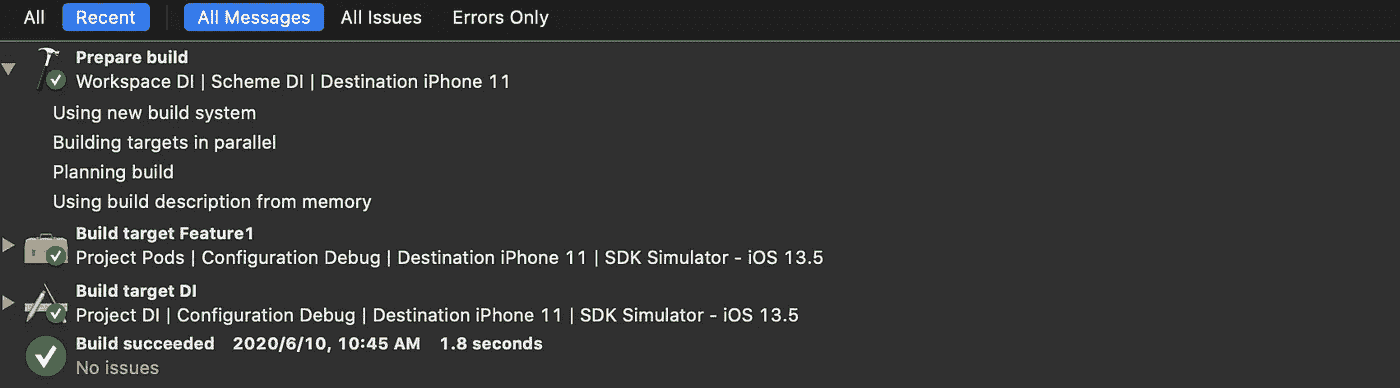 All Recent All Messages All Issues Errors Only
Prepare build
Workspace DI | Scheme DI | Destination iPhone 11
Using new build system
Building targets in parallel
Planning build
Using build description from memory
Build target Feature1
Project Pods | Configuration Debug | Destination iPhone 11 | SDK Simulator - iOS 13.5
Build target DI
Project DI | Configuration Debug | Destination iPhone 11 | SDK Simulator - iOS 13.5
Build succeeded 2020/6/10, 10:45 AM 1.8 seconds
No issues